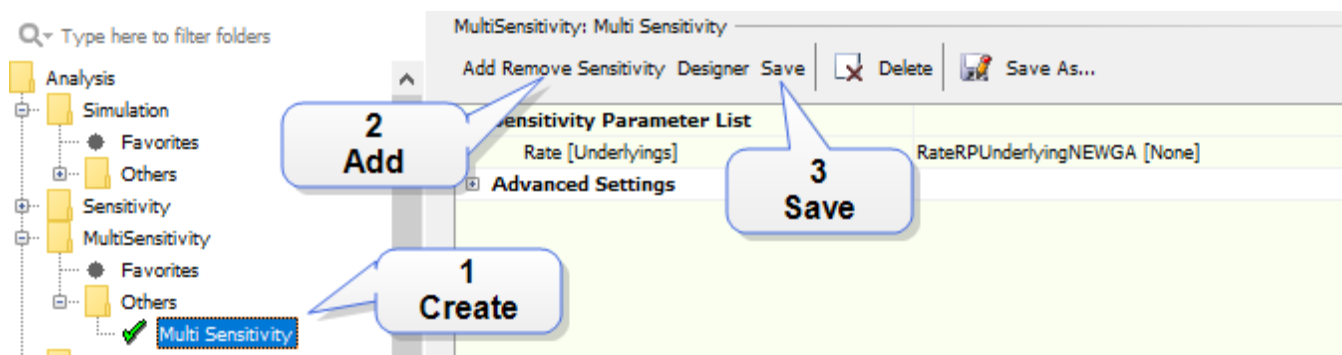 Type here to filter folders
Analysis
Simulation
Favorites
Others
Sensitivity
MultiSensitivity
Favorites
Others
Multi Sensitivity
MultiSensitivity: Multi Sensitivity
Add Remove Sensitivity Designer Save Delete Save As...
Sensitivity Parameter List
Rate [Underlyings] RateRPUnderlyingNEWGA [None]
Advanced Settings
2
Add
3
Save
1
Create